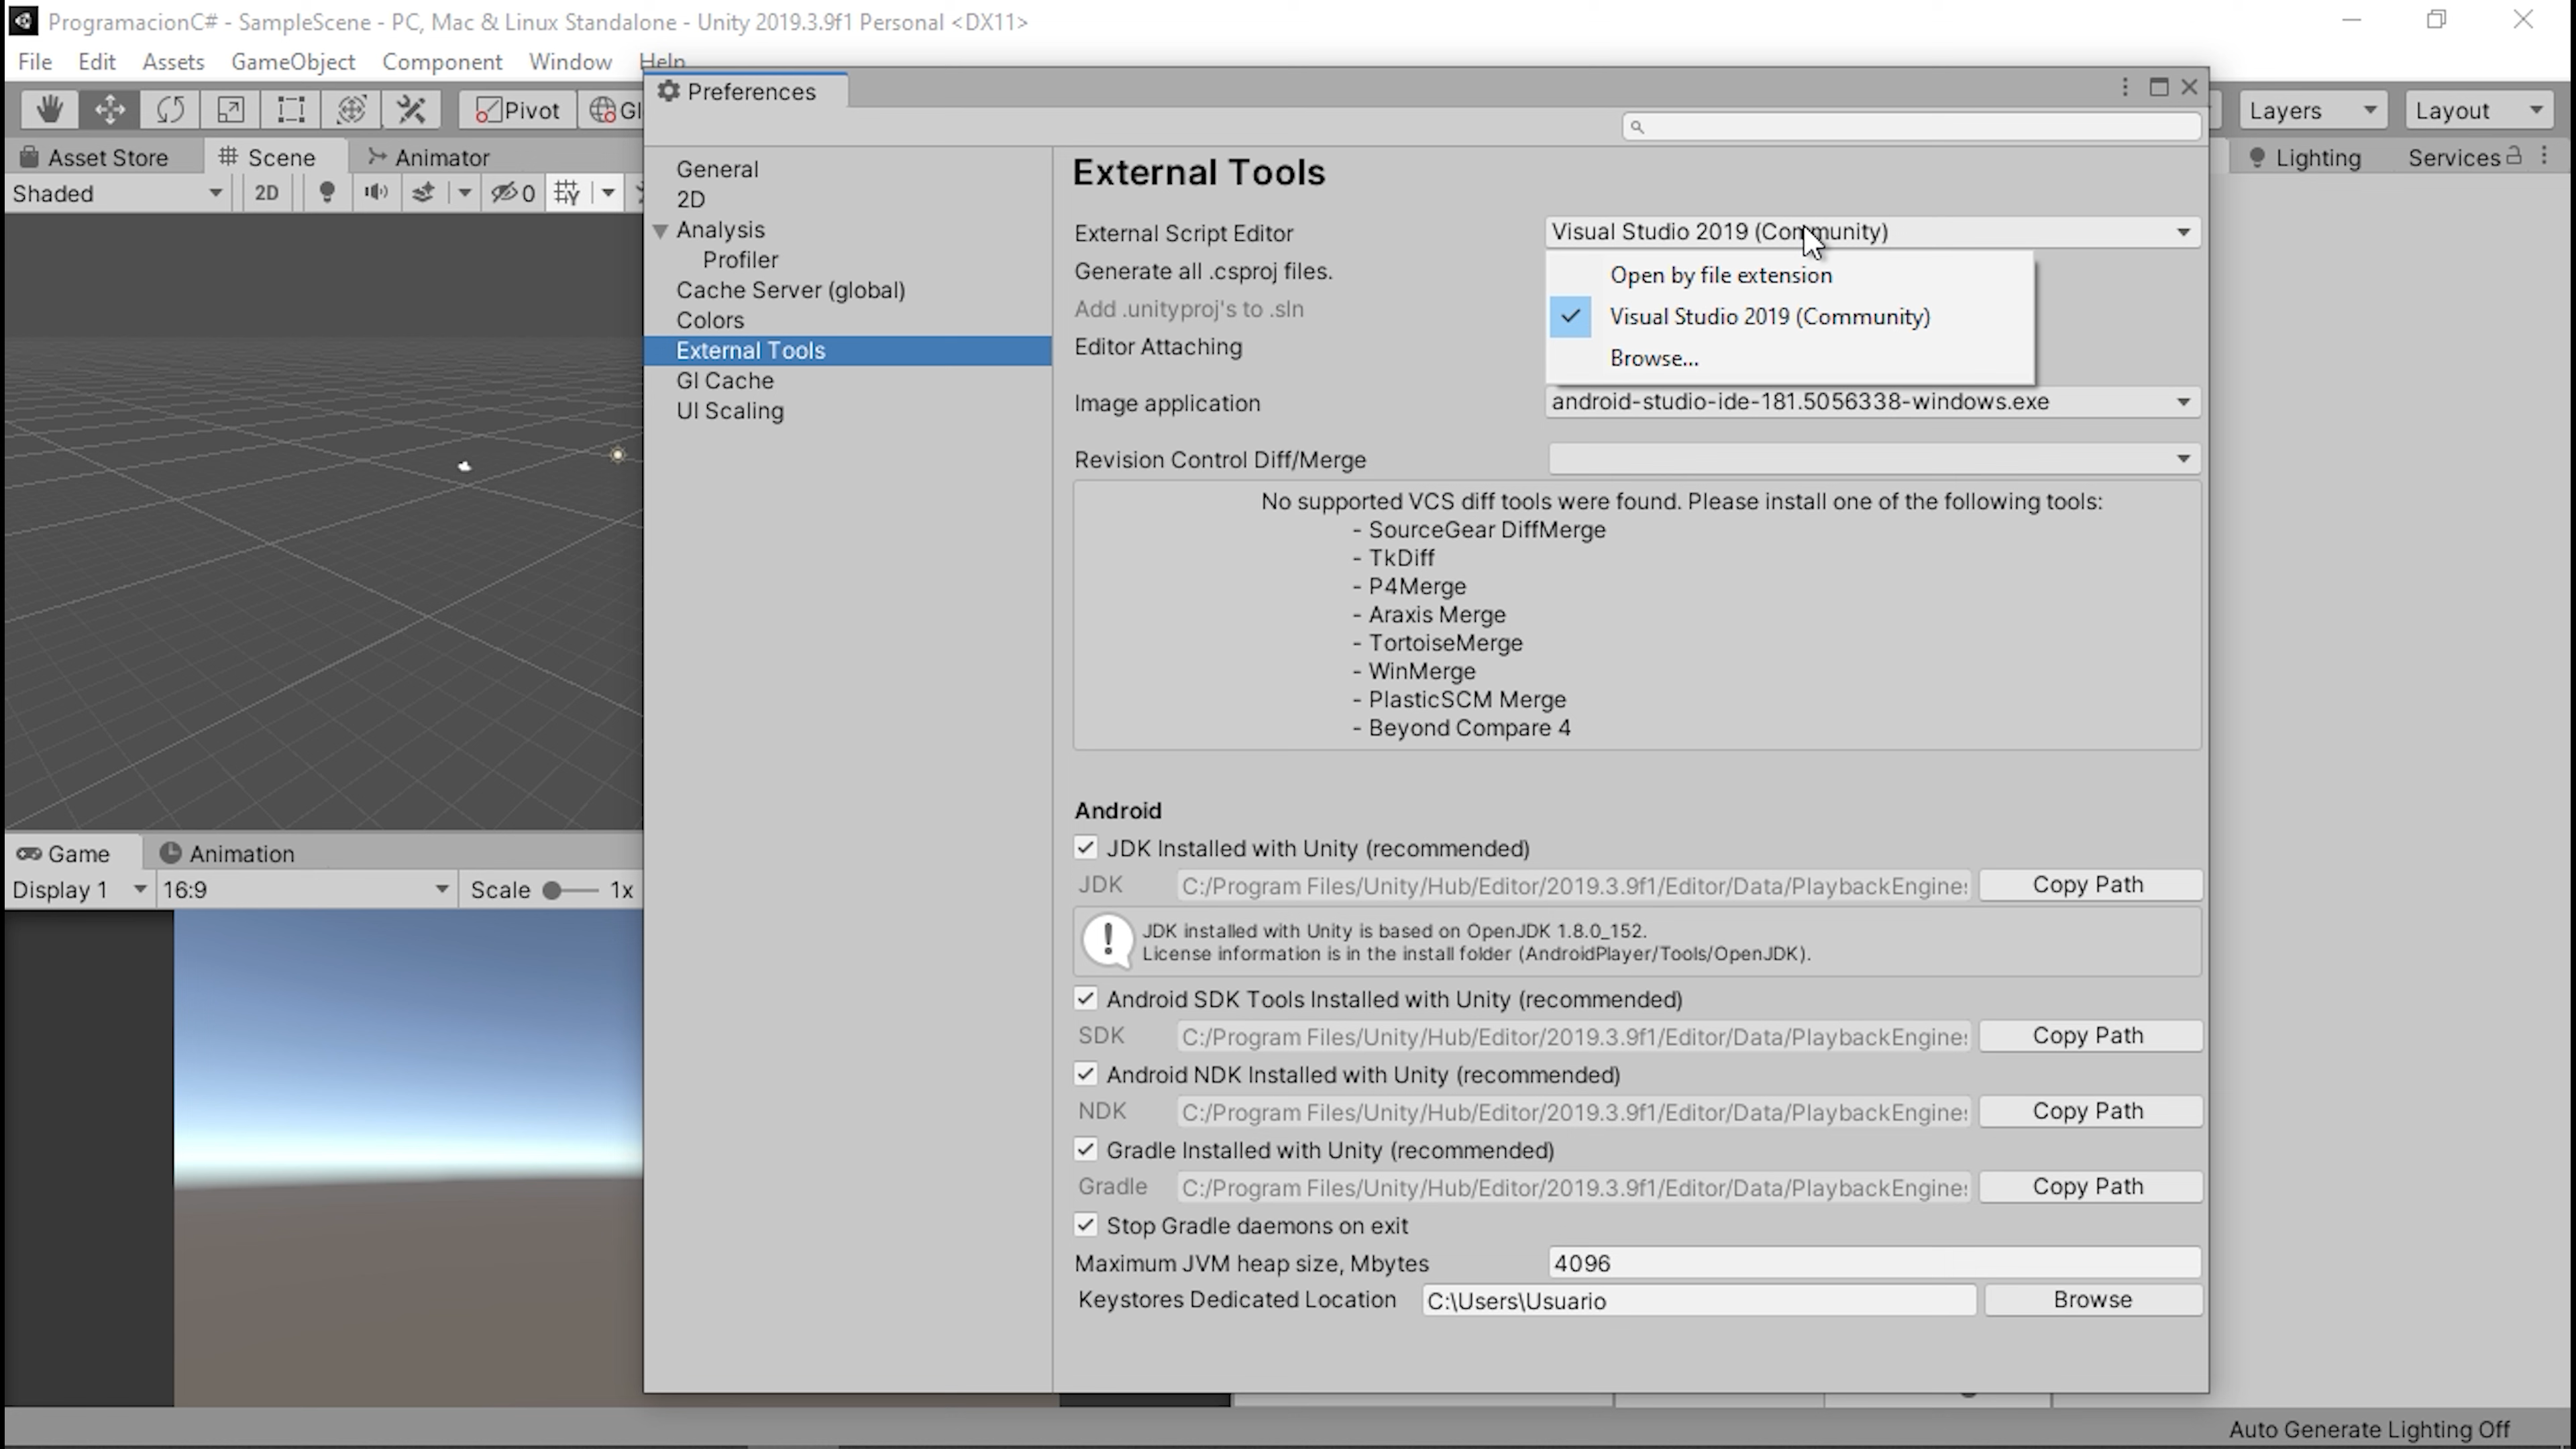 ProgramacionC# - SampleScene - PC, Mac & Linux Standalone - Unity 2019.3.9f1 Personal <DX11>
File Edit Assets GameObject Component Window Help
Pivot
Layers Layout
Asset Store Scene Animator
Lighting Services
Shaded 2D 0
Preferences
General
2D
Analysis
Profiler
Cache Server (global)
Colors
External Tools
GI Cache
UI Scaling
External Tools
External Script Editor Visual Studio 2019 (Community)
Generate all .csproj files.
Add .unityproj's to .sln
Editor Attaching
Open by file extension
Visual Studio 2019 (Community)
Browse...
Image application android-studio-ide-181.5056338-windows.exe
Revision Control Diff/Merge
No supported VCS diff tools were found. Please install one of the following tools:
- SourceGear DiffMerge
- TkDiff
- P4Merge
- Araxis Merge
- TortoiseMerge
- WinMerge
- PlasticSCM Merge
- Beyond Compare 4
Android
JDK Installed with Unity (recommended)
JDK C:/Program Files/Unity/Hub/Editor/2019.3.9f1/Editor/Data/PlaybackEngine Copy Path
JDK installed with Unity is based on OpenJDK 1.8.0_152.
License information is in the install folder (AndroidPlayer/Tools/OpenJDK).
Android SDK Tools Installed with Unity (recommended)
SDK C:/Program Files/Unity/Hub/Editor/2019.3.9f1/Editor/Data/PlaybackEngine Copy Path
Android NDK Installed with Unity (recommended)
NDK C:/Program Files/Unity/Hub/Editor/2019.3.9f1/Editor/Data/PlaybackEngine Copy Path
Gradle Installed with Unity (recommended)
Gradle C:/Program Files/Unity/Hub/Editor/2019.3.9f1/Editor/Data/PlaybackEngine Copy Path
Stop Gradle daemons on exit
Maximum JVM heap size, Mbytes 4096
Keystores Dedicated Location C:\Users\Usuario Browse
Game Animation
Display 1 16:9 Scale 1x
Auto Generate Lighting Off